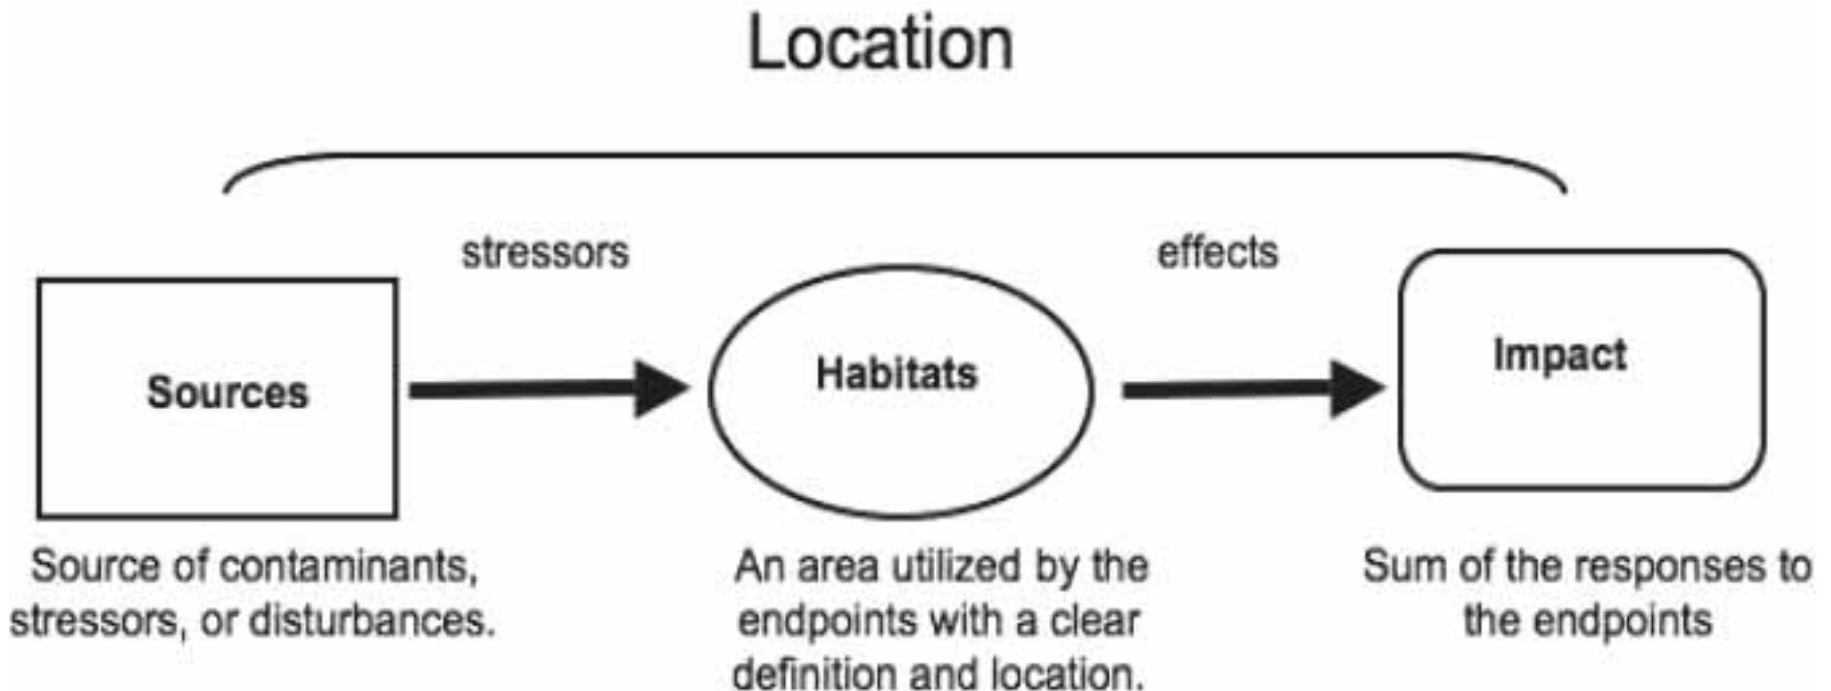 Location
stressors
effects
Sources
Habitats
Impact
Source of contaminants,
stressors, or disturbances.
An area utilized by the
endpoints with a clear
definition and location.
Sum of the responses to
the endpoints